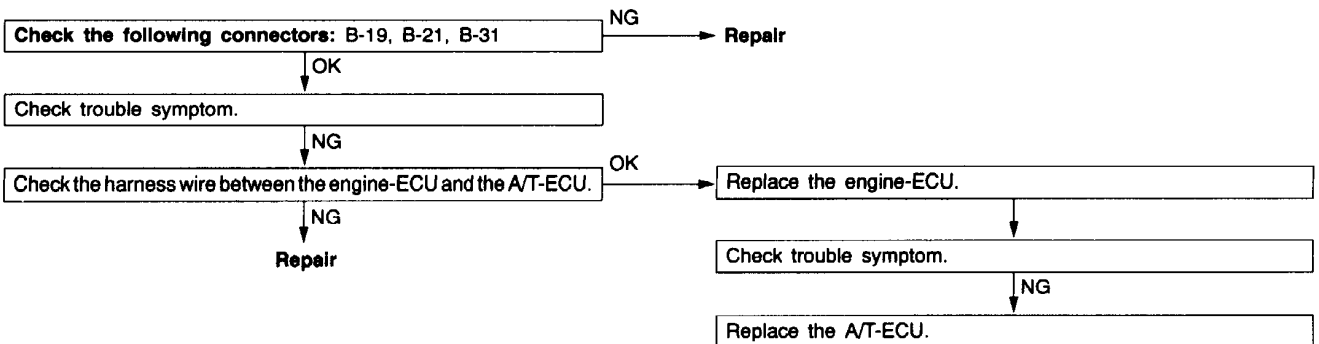 NG
Check the following connectors: B-19, B-21, B-31
Repair
OK
Check trouble symptom.
NG
OK
Check the harness wire between the engine-ECU and the A/T-ECU.
Replace the engine-ECU.
NG
Repair
Check trouble symptom.
NG
Replace the A/T-ECU.